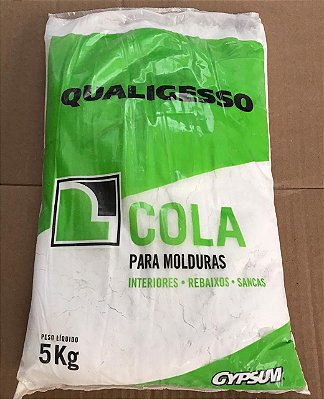 QUALIGESSO
COLA
PARA MOLDURAS
INTERIORES • REBAIXOS • SANCAS
PESO LÍQUIDO
5Kg
GYPSUM